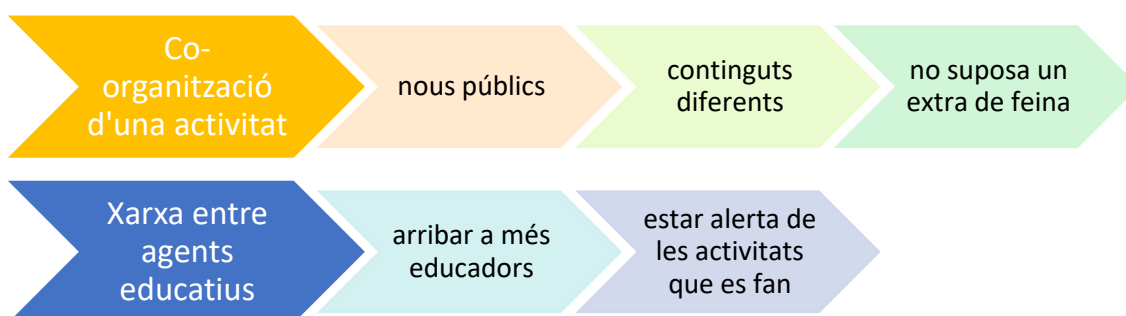 Co-
organització
d'una activitat
nous públics
continguts
diferents
no suposa un
extra de feina
Xarxa entre
agents
educatius
arribar a més
educadors
estar alerta de
les activitats
que es fan